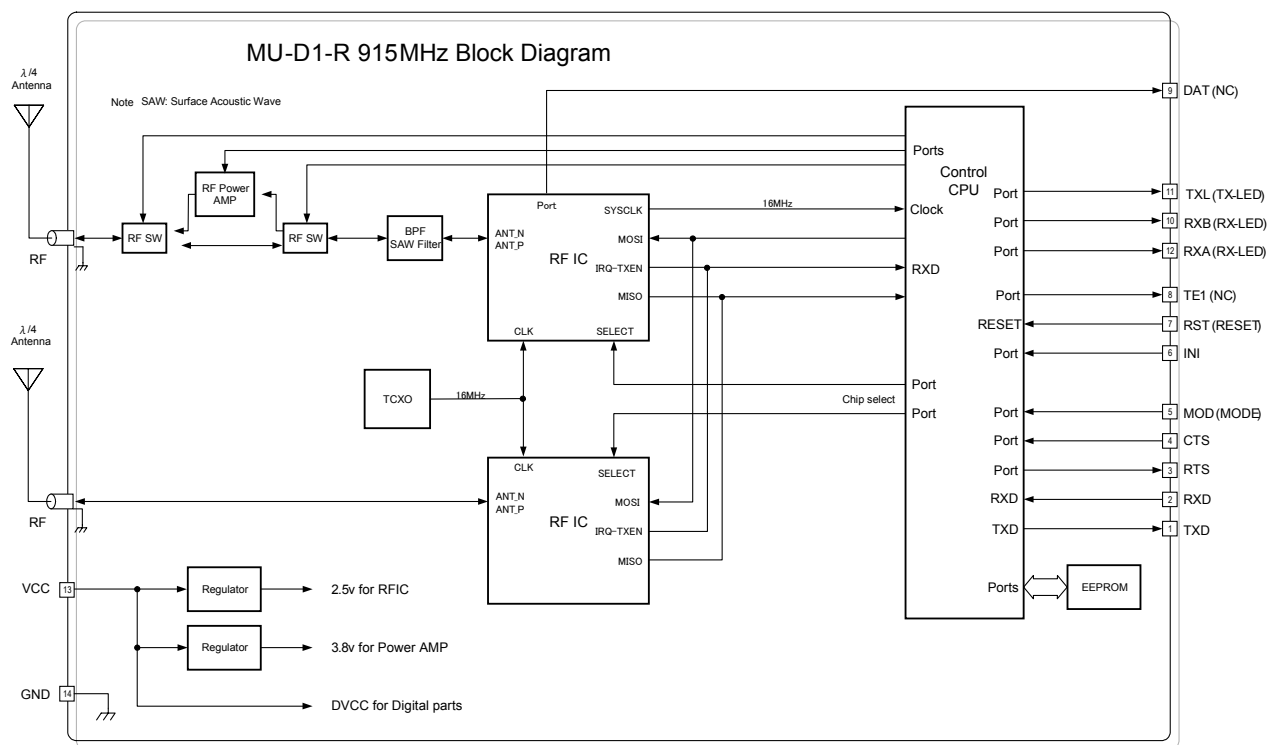 MU-D1-R 915MHz Block Diagram
λ/4
Antenna
Note SAW: Surface Acoustic Wave
RF
RF SW
RF Power
AMP
RF SW
BPF
SAW Filter
Port
ANT_N
ANT_P
RF IC
SYSCLK
MOSI
IRQ-TXEN
MISO
CLK
SELECT
16MHz
TCXO
16MHz
Chip select
λ/4
Antenna
RF
CLK
SELECT
ANT_N
ANT_P
RF IC
MOSI
IRQ-TXEN
MISO
Ports
Control
CPU
Clock
RXD
Port
Port
Port
Port
Port
Port
RESET
Port
Port
Port
Port
RXD
TXD
Ports
EEPROM
9 DAT (NC)
11 TXL (TX-LED)
10 RXB (RX-LED)
12 RXA (RX-LED)
8 TE1 (NC)
7 RST (RESET)
6 INI
5 MOD (MODE)
4 CTS
3 RTS
2 RXD
1 TXD
VCC 13
Regulator
2.5v for RFIC
Regulator
3.8v for Power AMP
GND 14
DVCC for Digital parts